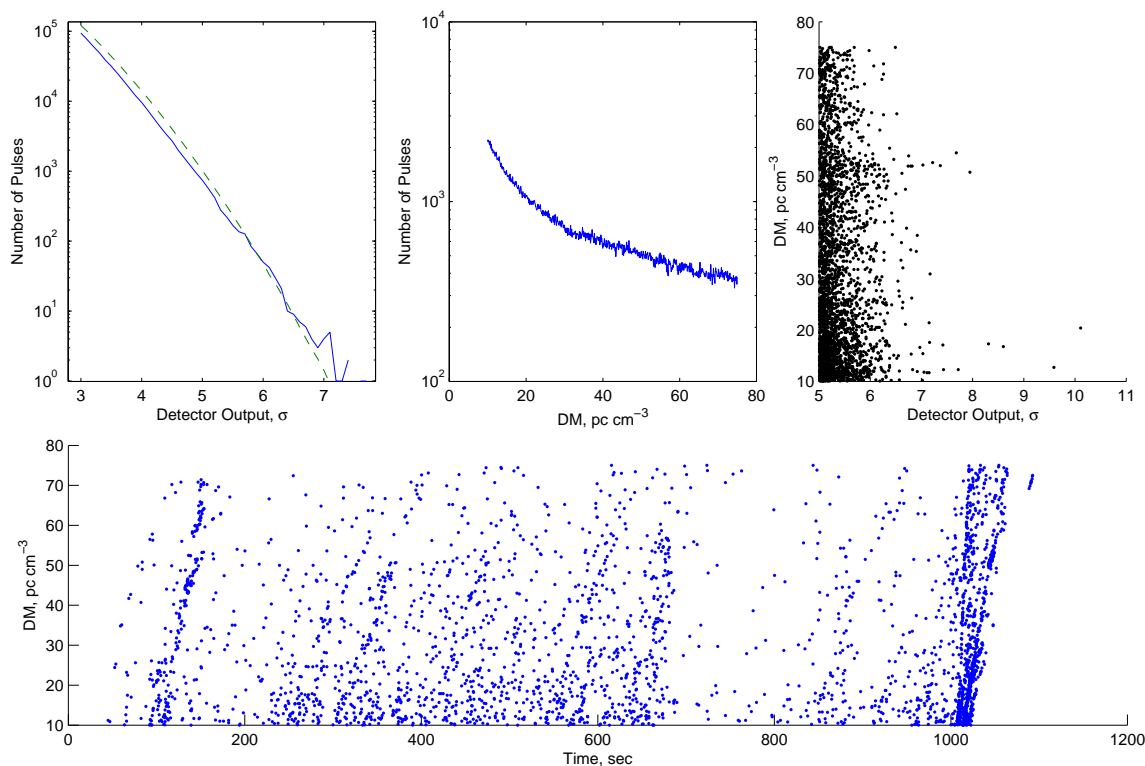 10^5
10^4
10^3
10^2
10^1
10^0
Number of Pulses
3 4 5 6 7
Detector Output, σ
10^4
10^3
10^2
Number of Pulses
0 20 40 60 80
DM, pc cm^−3
80
70
60
50
40
30
20
10
DM, pc cm^−3
5 6 7 8 9 10 11
Detector Output, σ
80
70
60
50
40
30
20
10
DM, pc cm^−3
0 200 400 600 800 1000 1200
Time, sec